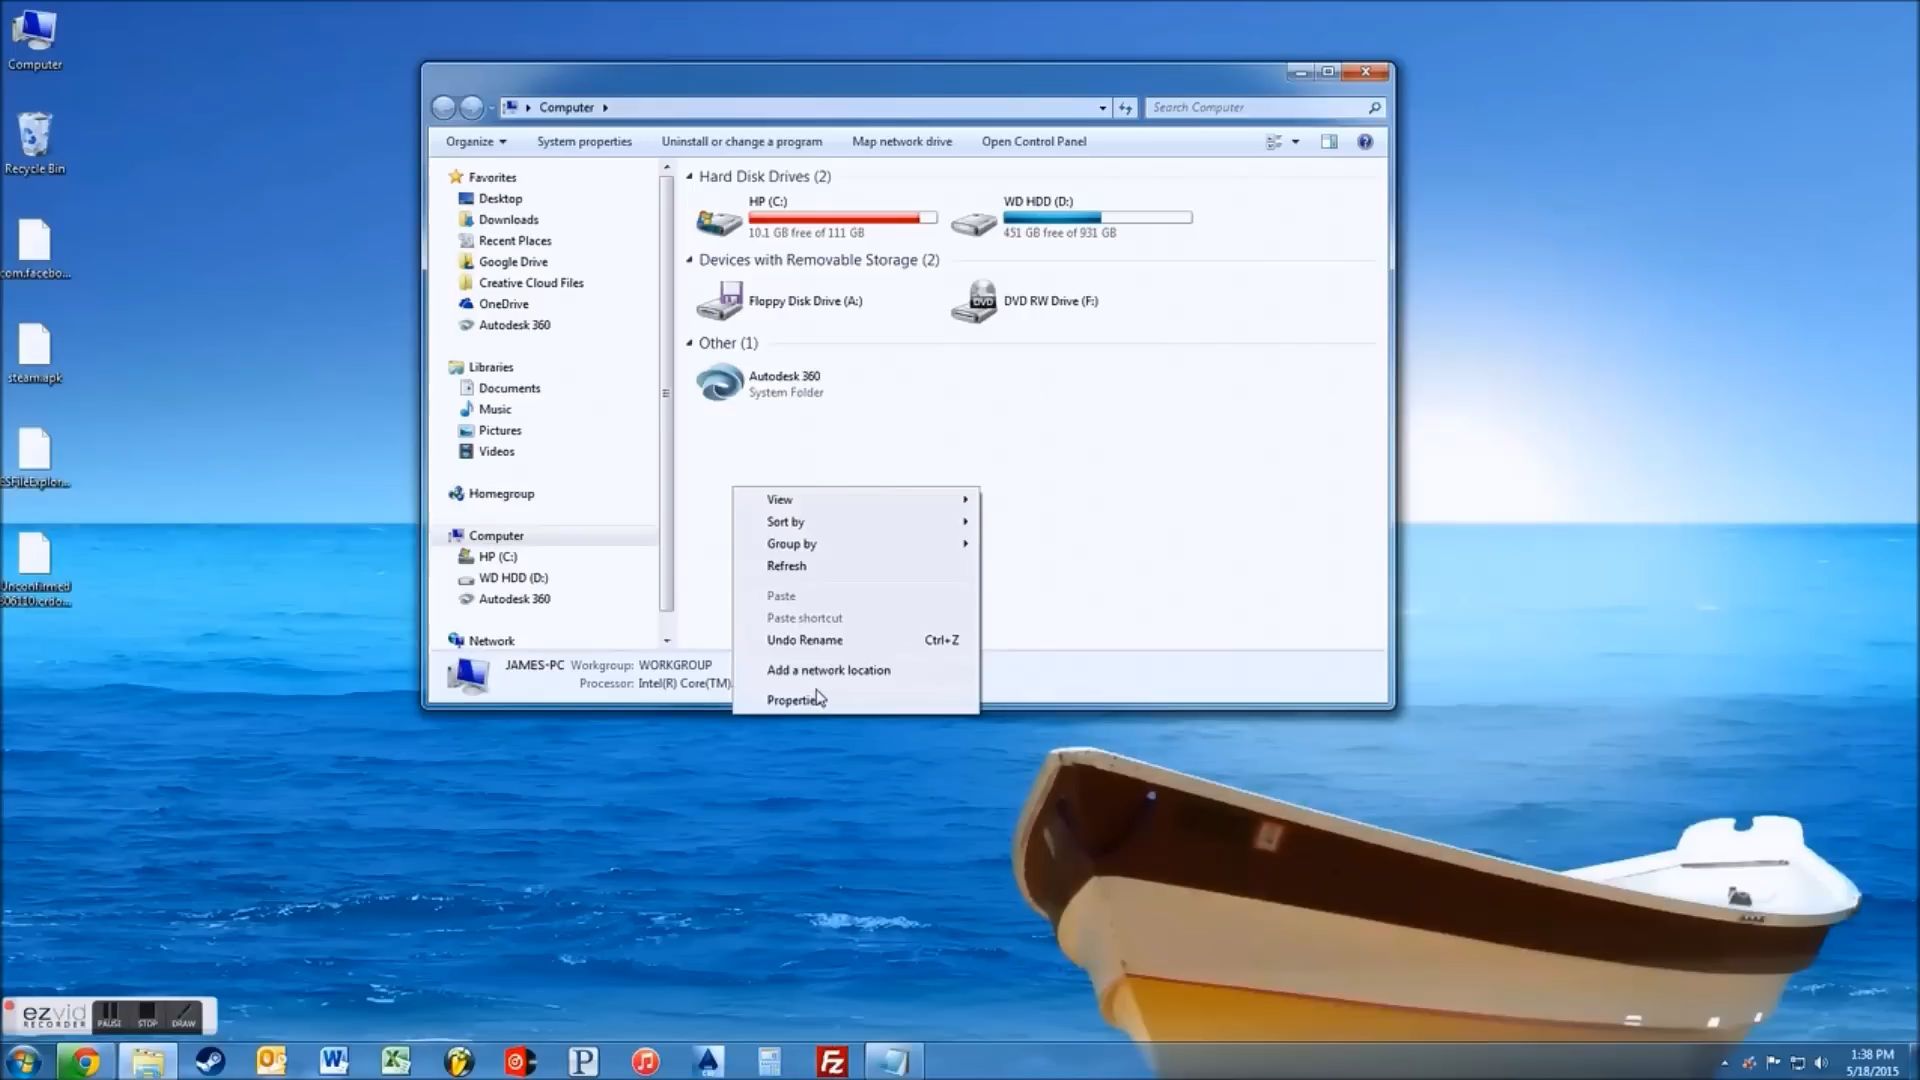 Computer
Recycle Bin
com.facebo...
steam.apk
ESFileExplor...
Unconfirmed
Computer
Search Computer
Organize
System properties
Uninstall or change a program
Map network drive
Open Control Panel
Favorites
Desktop
Downloads
Recent Places
Google Drive
Creative Cloud Files
OneDrive
Autodesk 360
Libraries
Documents
Music
Pictures
Videos
Homegroup
Computer
HP (C:)
WD HDD (D:)
Autodesk 360
Network
Hard Disk Drives (2)
HP (C:)
10.1 GB free of 111 GB
WD HDD (D:)
451 GB free of 931 GB
Devices with Removable Storage (2)
Floppy Disk Drive (A:)
DVD
DVD RW Drive (F:)
Other (1)
Autodesk 360
System Folder
View
Sort by
Group by
Refresh
Paste
Paste shortcut
Undo Rename Ctrl+Z
Add a network location
Properties
JAMES-PC Workgroup: WORKGROUP
Processor: Intel(R) Core(TM)
ezvid
RECORDER
PAUSE
STOP
DRAW
1:38 PM
5/18/2015